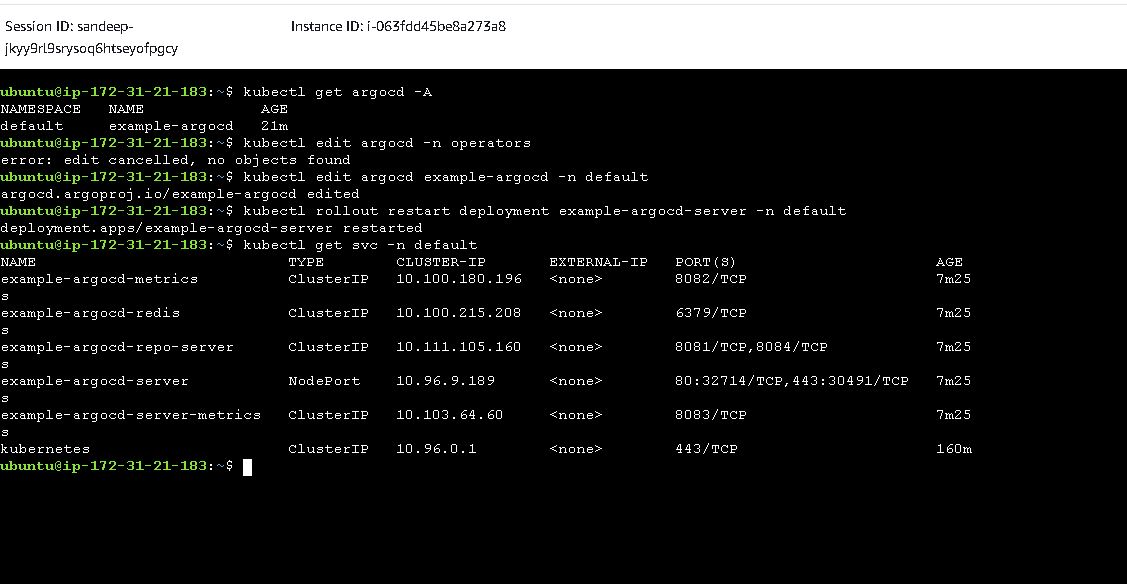 Session ID: sandeep-    Instance ID: i-063fdd45be8a273a8
jkyy9rl9srysoq6htseyofpgcy
ubuntu@ip-172-31-21-183:~$ kubectl get argocd -A
NAMESPACE   NAME             AGE
default     example-argocd   21m
ubuntu@ip-172-31-21-183:~$ kubectl edit argocd -n operators
error: edit cancelled, no objects found
ubuntu@ip-172-31-21-183:~$ kubectl edit argocd example-argocd -n default
argocd.argoproj.io/example-argocd edited
ubuntu@ip-172-31-21-183:~$ kubectl rollout restart deployment example-argocd-server -n default
deployment.apps/example-argocd-server restarted
ubuntu@ip-172-31-21-183:~$ kubectl get svc -n default
NAME                            TYPE        CLUSTER-IP       EXTERNAL-IP   PORT(S)                      AGE
example-argocd-metrics          ClusterIP   10.100.180.196   <none>        8082/TCP                     7m25
s
example-argocd-redis            ClusterIP   10.100.215.208   <none>        6379/TCP                     7m25
s
example-argocd-repo-server      ClusterIP   10.111.105.160   <none>        8081/TCP,8084/TCP            7m25
s
example-argocd-server           NodePort    10.96.9.189      <none>        80:32714/TCP,443:30491/TCP   7m25
s
example-argocd-server-metrics   ClusterIP   10.103.64.60     <none>        8083/TCP                     7m25
s
kubernetes                      ClusterIP   10.96.0.1        <none>        443/TCP                      160m
ubuntu@ip-172-31-21-183:~$